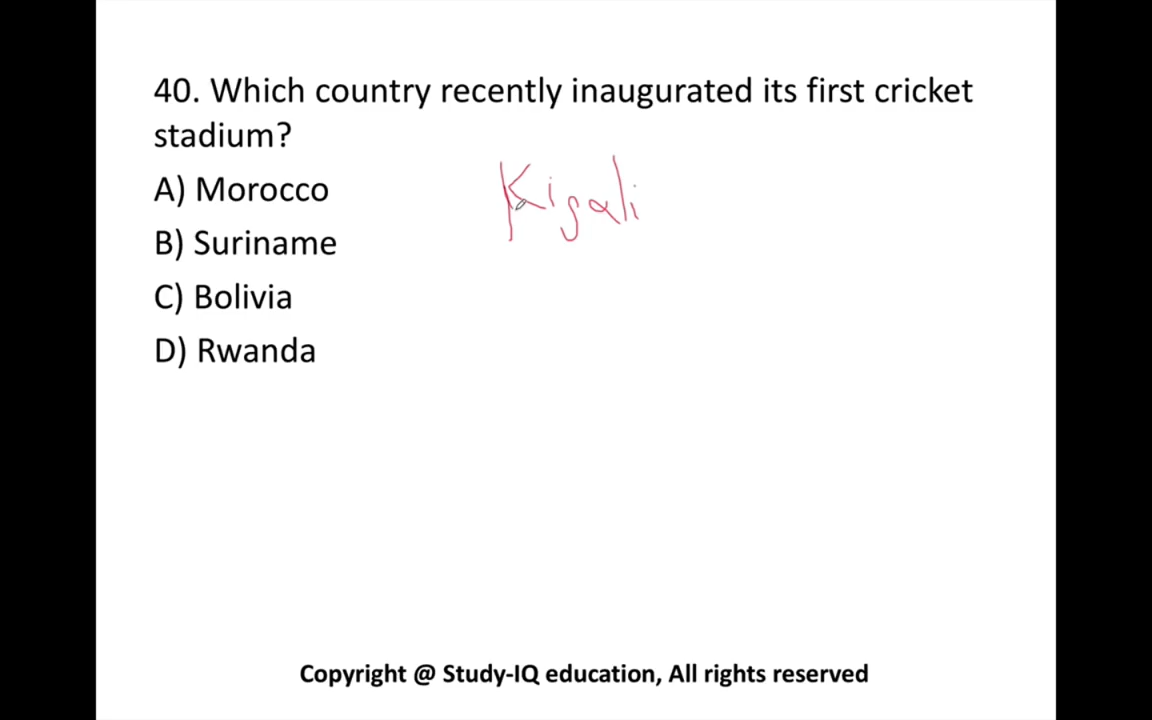 40. Which country recently inaugurated its first cricket
stadium?
Kigali
A) Morocco
B) Suriname
C) Bolivia
D) Rwanda
Copyright @ Study-IQ education, All rights reserved